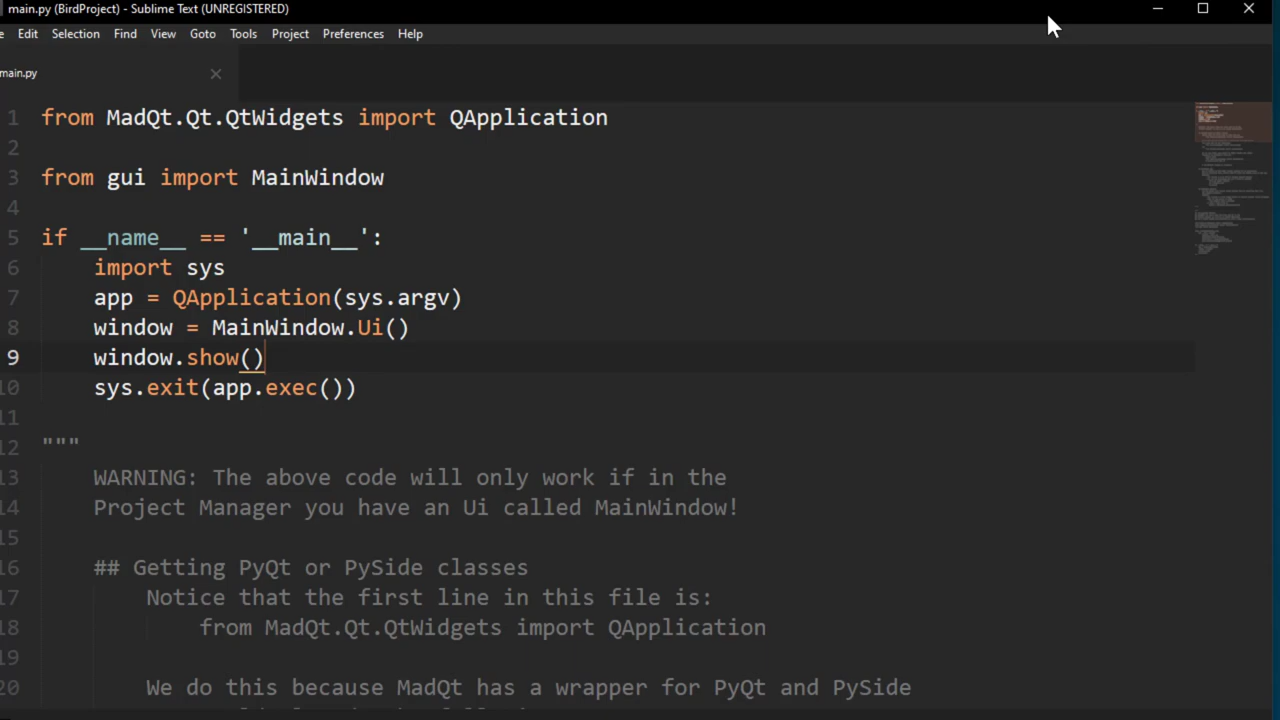 main.py (BirdProject) - Sublime Text (UNREGISTERED)
Edit Selection Find View Goto Tools Project Preferences Help
main.py
1 from MadQt.Qt.QtWidgets import QApplication
2
3 from gui import MainWindow
4
5 if __name__ == '__main__':
6 import sys
7 app = QApplication(sys.argv)
8 window = MainWindow.Ui()
9 window.show()
10 sys.exit(app.exec())
11
12 """
13 WARNING: The above code will only work if in the
14 Project Manager you have an Ui called MainWindow!
15
16 ## Getting PyQt or PySide classes
17 Notice that the first line in this file is:
18 from MadQt.Qt.QtWidgets import QApplication
19
20 We do this because MadQt has a wrapper for PyQt and PySide